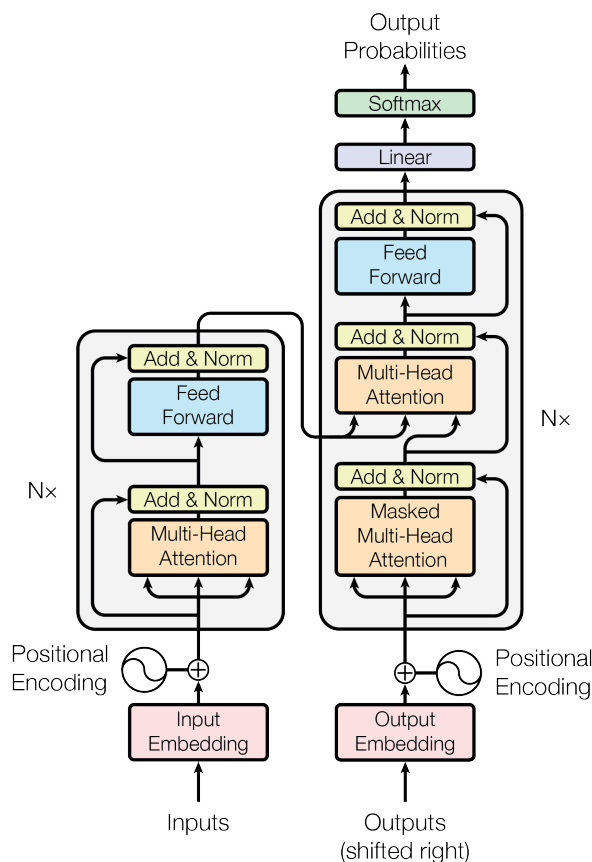 Output
Probabilities
Softmax
Linear
Add & Norm
Feed
Forward
Add & Norm
Multi-Head
Attention
Add & Norm
Masked
Multi-Head
Attention
N×
Add & Norm
Feed
Forward
Add & Norm
Multi-Head
Attention
N×
Positional
Encoding
Positional
Encoding
Input
Embedding
Output
Embedding
Inputs
Outputs
(shifted right)